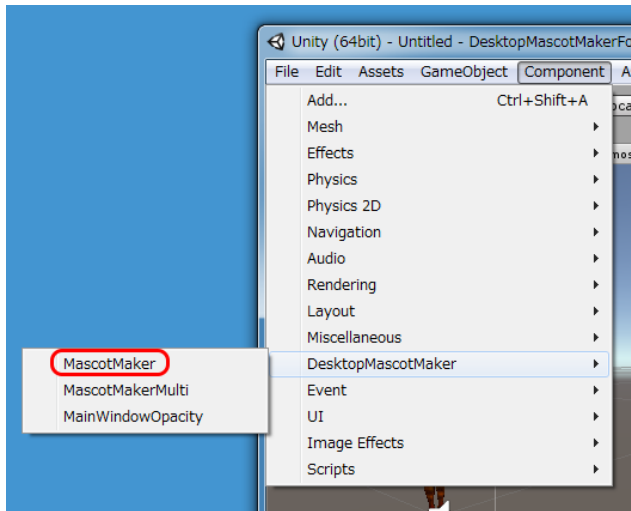 Unity (64bit) - Untitled - DesktopMascotMakerFo
File Edit Assets GameObject Component A
Add... Ctrl+Shift+A
Mesh
Effects
Physics
Physics 2D
Navigation
Audio
Rendering
Layout
Miscellaneous
DesktopMascotMaker
Event
UI
Image Effects
Scripts
MascotMaker
MascotMakerMulti
MainWindowOpacity